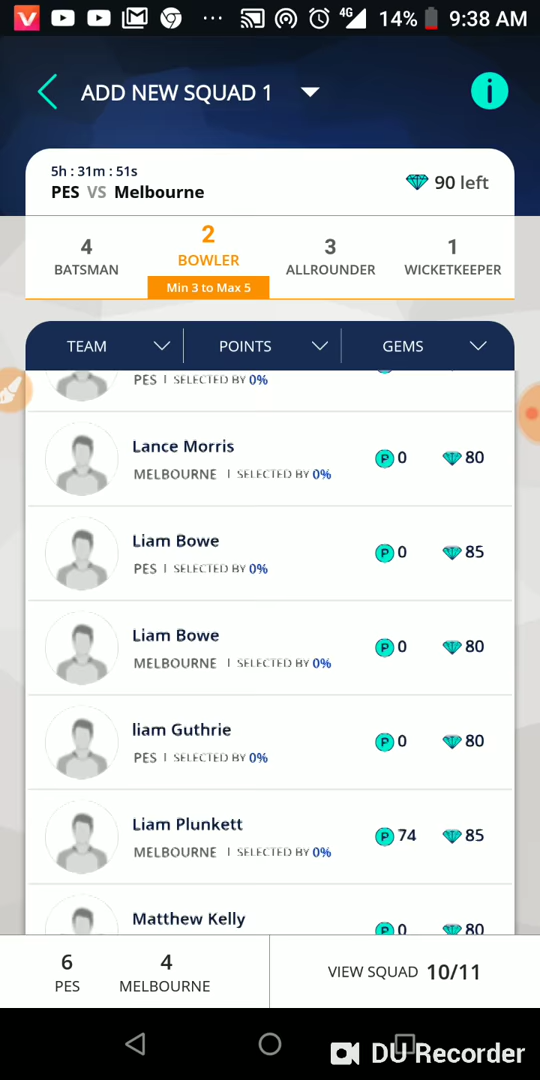 4G 14% 9:38 AM
ADD NEW SQUAD 1
i
5h : 31m : 51s
PES VS Melbourne
90 left
4 2 3 1
BATSMAN BOWLER ALLROUNDER WICKETKEEPER
Min 3 to Max 5
TEAM POINTS GEMS
PES | SELECTED BY 0%
Lance Morris
MELBOURNE | SELECTED BY 0%
P 0 80
Liam Bowe
PES | SELECTED BY 0%
P 0 85
Liam Bowe
MELBOURNE | SELECTED BY 0%
P 0 80
liam Guthrie
PES | SELECTED BY 0%
P 0 80
Liam Plunkett
MELBOURNE | SELECTED BY 0%
P 74 85
Matthew Kelly
P 0 80
6 4
PES MELBOURNE
VIEW SQUAD 10/11
DU Recorder